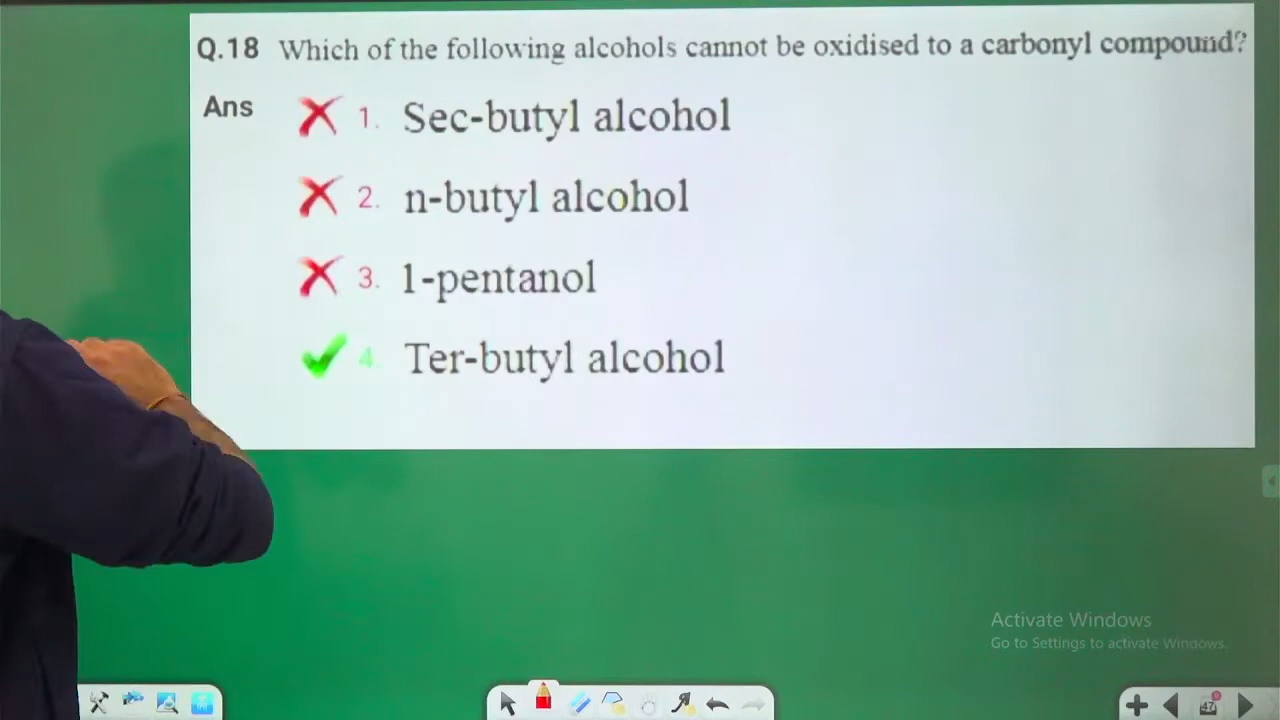 Q.18 Which of the following alcohols cannot be oxidised to a carbonyl compound?
Ans
1. Sec-butyl alcohol
2. n-butyl alcohol
3. 1-pentanol
4. Ter-butyl alcohol
Activate Windows
Go to Settings to activate Windows.
47